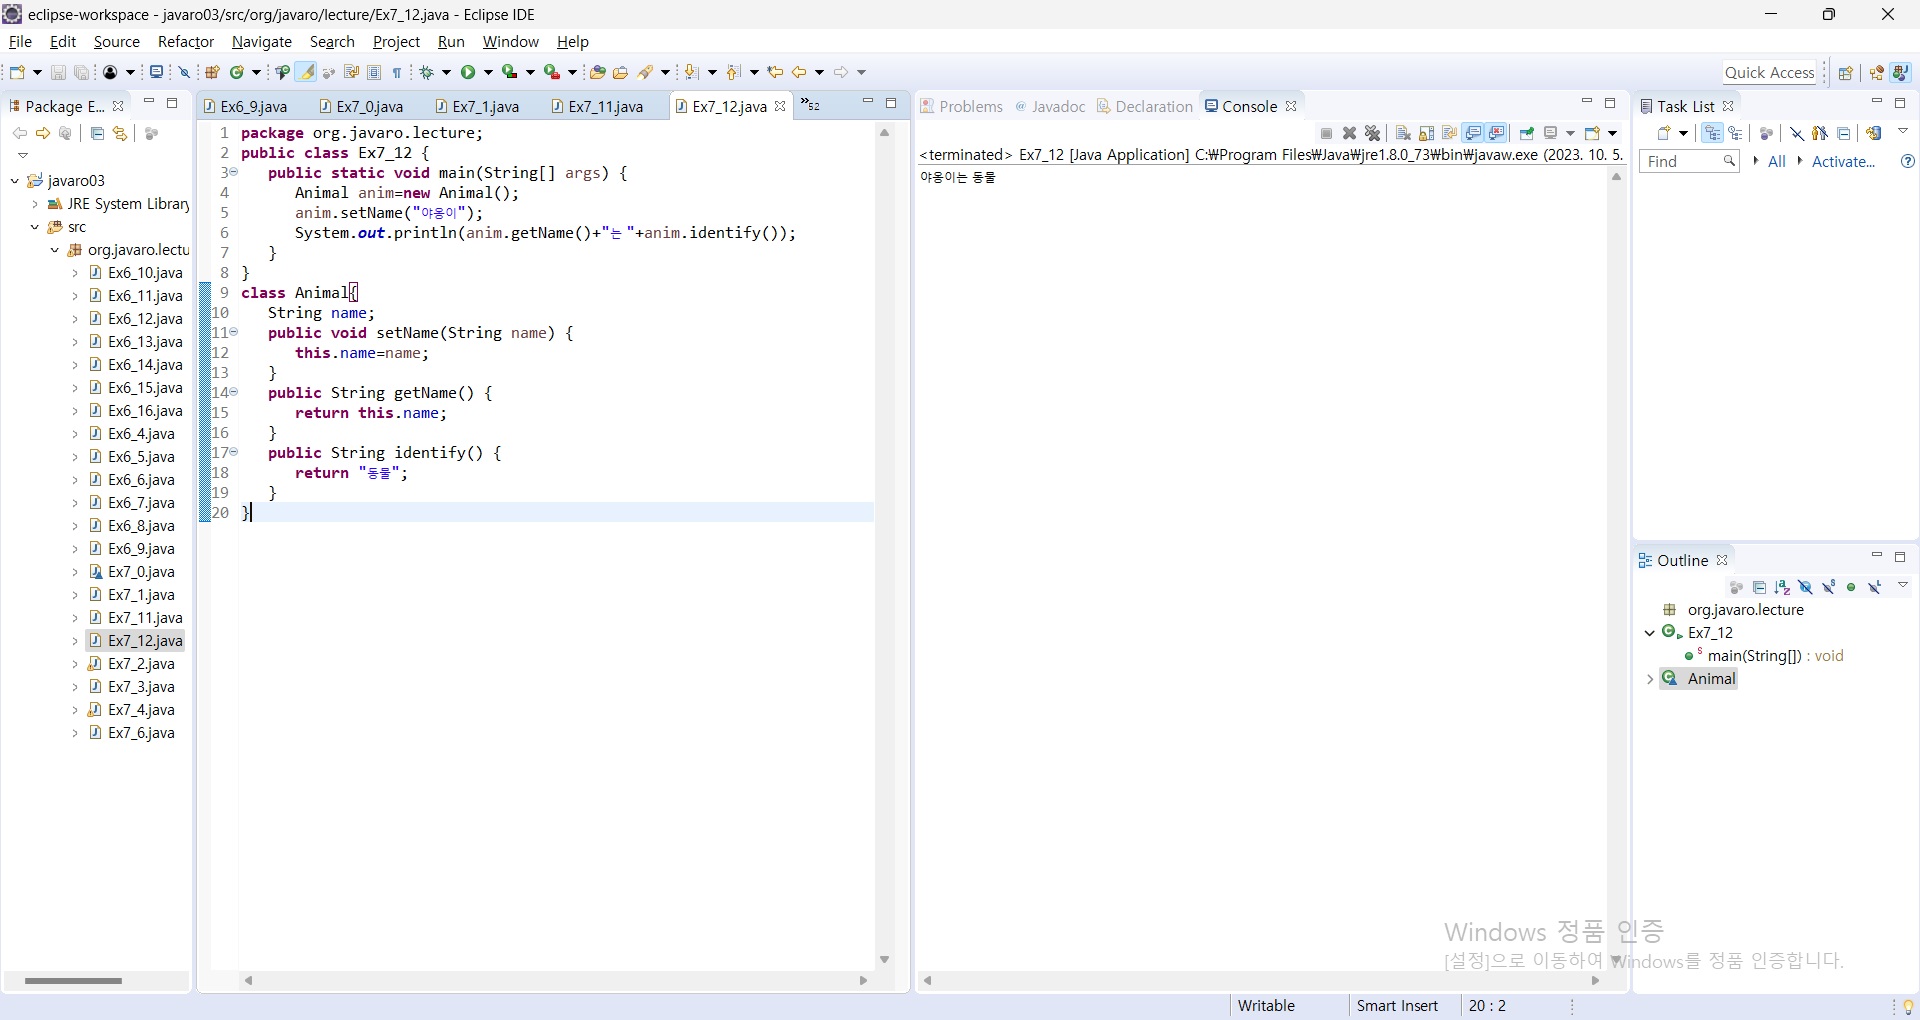 eclipse-workspace - javaro03/src/org/javaro/lecture/Ex7_12.java - Eclipse IDE
File Edit Source Refactor Navigate Search Project Run Window Help
Quick Access
Package E...
javaro03
JRE System Library
src
org.javaro.lectu
Ex6_10.java
Ex6_11.java
Ex6_12.java
Ex6_13.java
Ex6_14.java
Ex6_15.java
Ex6_16.java
Ex6_4.java
Ex6_5.java
Ex6_6.java
Ex6_7.java
Ex6_8.java
Ex6_9.java
Ex7_0.java
Ex7_1.java
Ex7_11.java
Ex7_12.java
Ex7_2.java
Ex7_3.java
Ex7_4.java
Ex7_6.java
Ex6_9.java Ex7_0.java Ex7_1.java Ex7_11.java Ex7_12.java »52
1 package org.javaro.lecture;
2 public class Ex7_12 {
3 public static void main(String[] args) {
4 Animal anim=new Animal();
5 anim.setName("야옹이");
6 System.out.println(anim.getName()+"는 "+anim.identify());
7 }
8 }
9 class Animal{
10 String name;
11 public void setName(String name) {
12 this.name=name;
13 }
14 public String getName() {
15 return this.name;
16 }
17 public String identify() {
18 return "동물";
19 }
20 }
Problems Javadoc Declaration Console
<terminated> Ex7_12 [Java Application] C:₩Program Files₩Java₩jre1.8.0_73₩bin₩javaw.exe (2023. 10. 5.
야옹이는 동물
Task List
Find All Activate...
Outline
org.javaro.lecture
Ex7_12
main(String[]) : void
Animal
Windows 정품 인증
[설정]으로 이동하여 Windows를 정품 인증합니다.
Writable Smart Insert 20 : 2